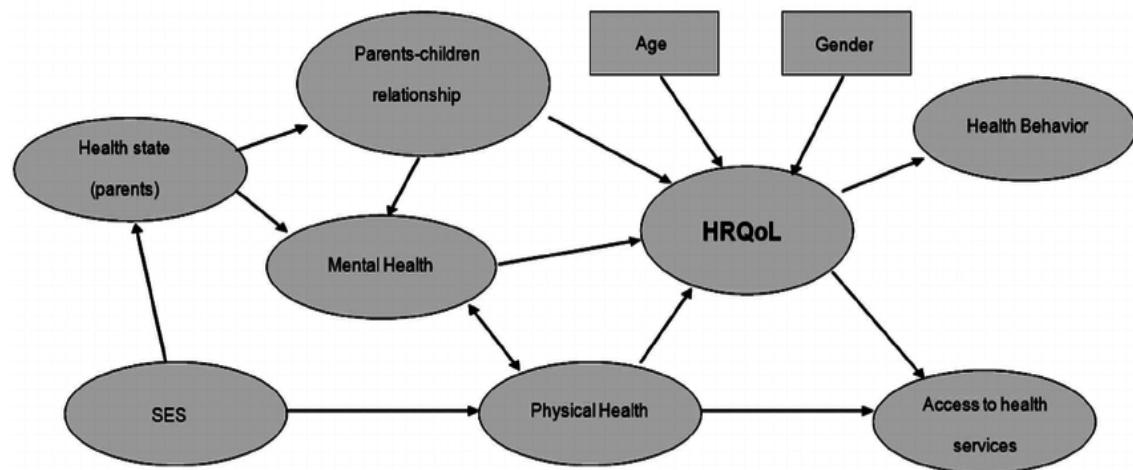 Parents-children
relationship
Age
Gender
Health Behavior
Health state
(parents)
HRQoL
Mental Health
SES
Physical Health
Access to health
services